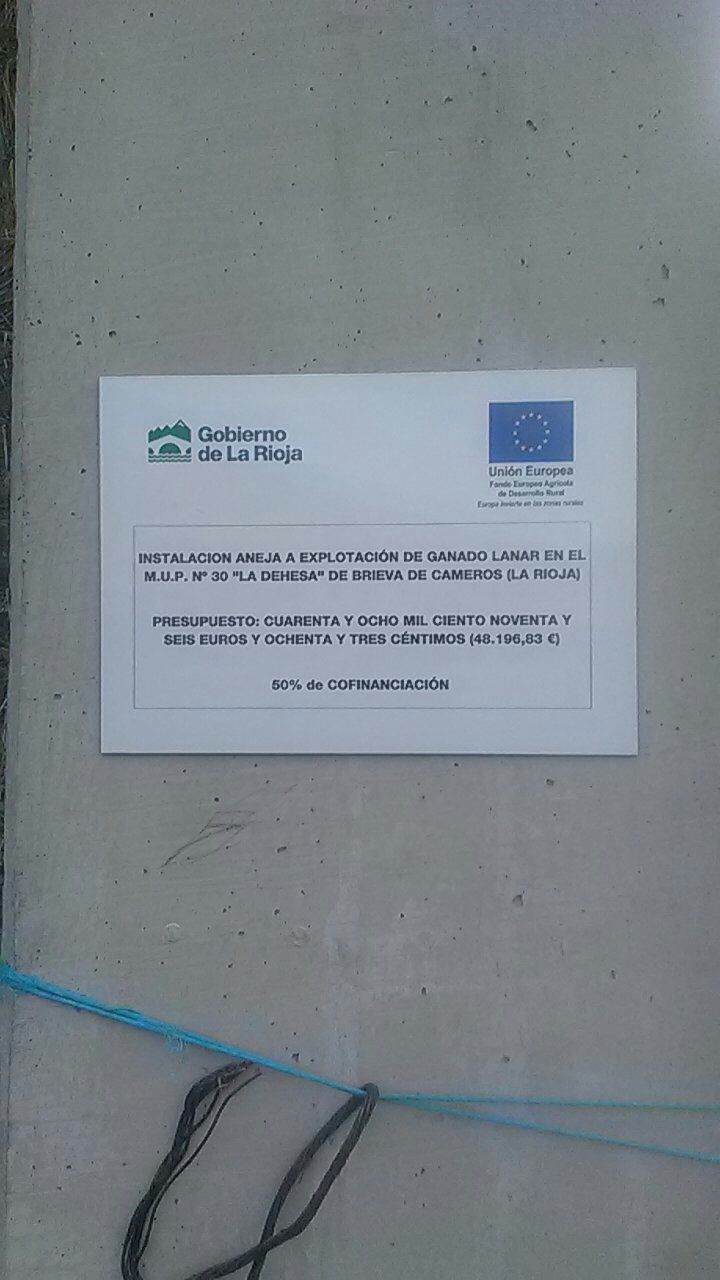 Gobierno
de La Rioja
Unión Europea
Fondo Europeo Agrícola
de Desarrollo Rural
Europa invierte en las zonas rurales
INSTALACION ANEJA A EXPLOTACIÓN DE GANADO LANAR EN EL
M.U.P. Nº 30 "LA DEHESA" DE BRIEVA DE CAMEROS (LA RIOJA)
PRESUPUESTO: CUARENTA Y OCHO MIL CIENTO NOVENTA Y
SEIS EUROS Y OCHENTA Y TRES CÉNTIMOS (48.196,83 €)
50% de COFINANCIACIÓN